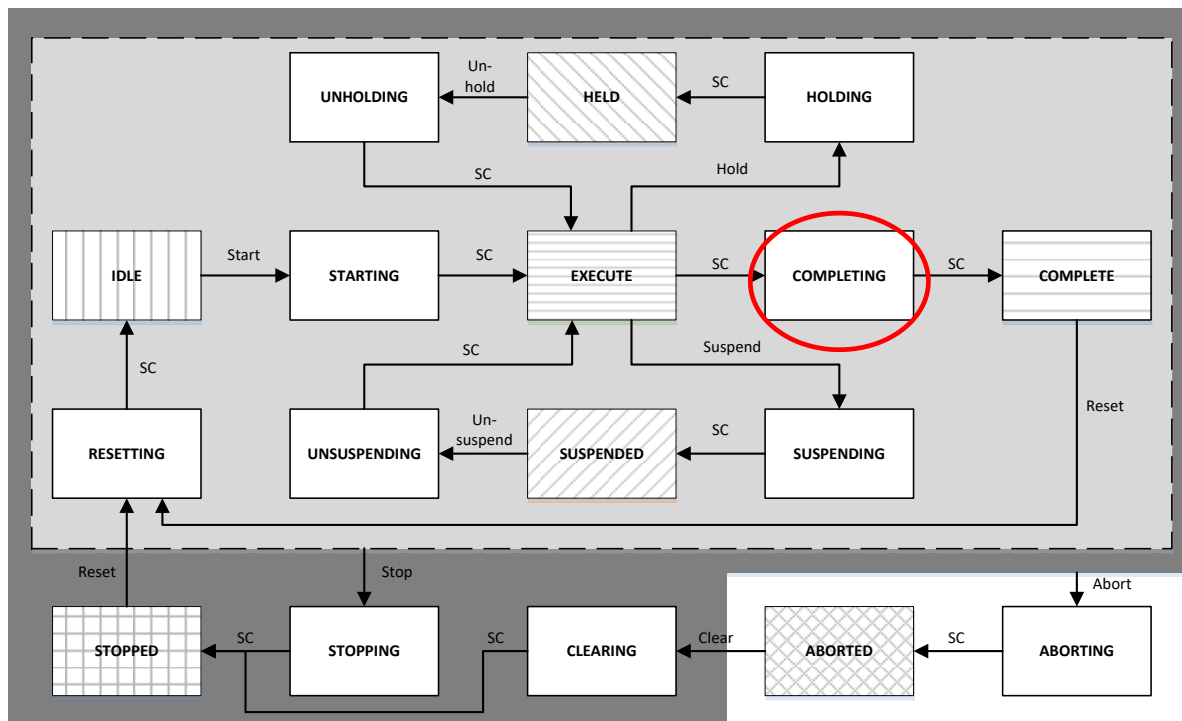 Un-
hold
SC
UNHOLDING
HELD
HOLDING
SC
Hold
Start
SC
SC
SC
IDLE
STARTING
EXECUTE
COMPLETING
COMPLETE
SC
SC
Suspend
Reset
Un-
suspend
SC
RESETTING
UNSUSPENDING
SUSPENDED
SUSPENDING
Reset
Stop
Abort
SC
SC
Clear
SC
STOPPED
STOPPING
CLEARING
ABORTED
ABORTING